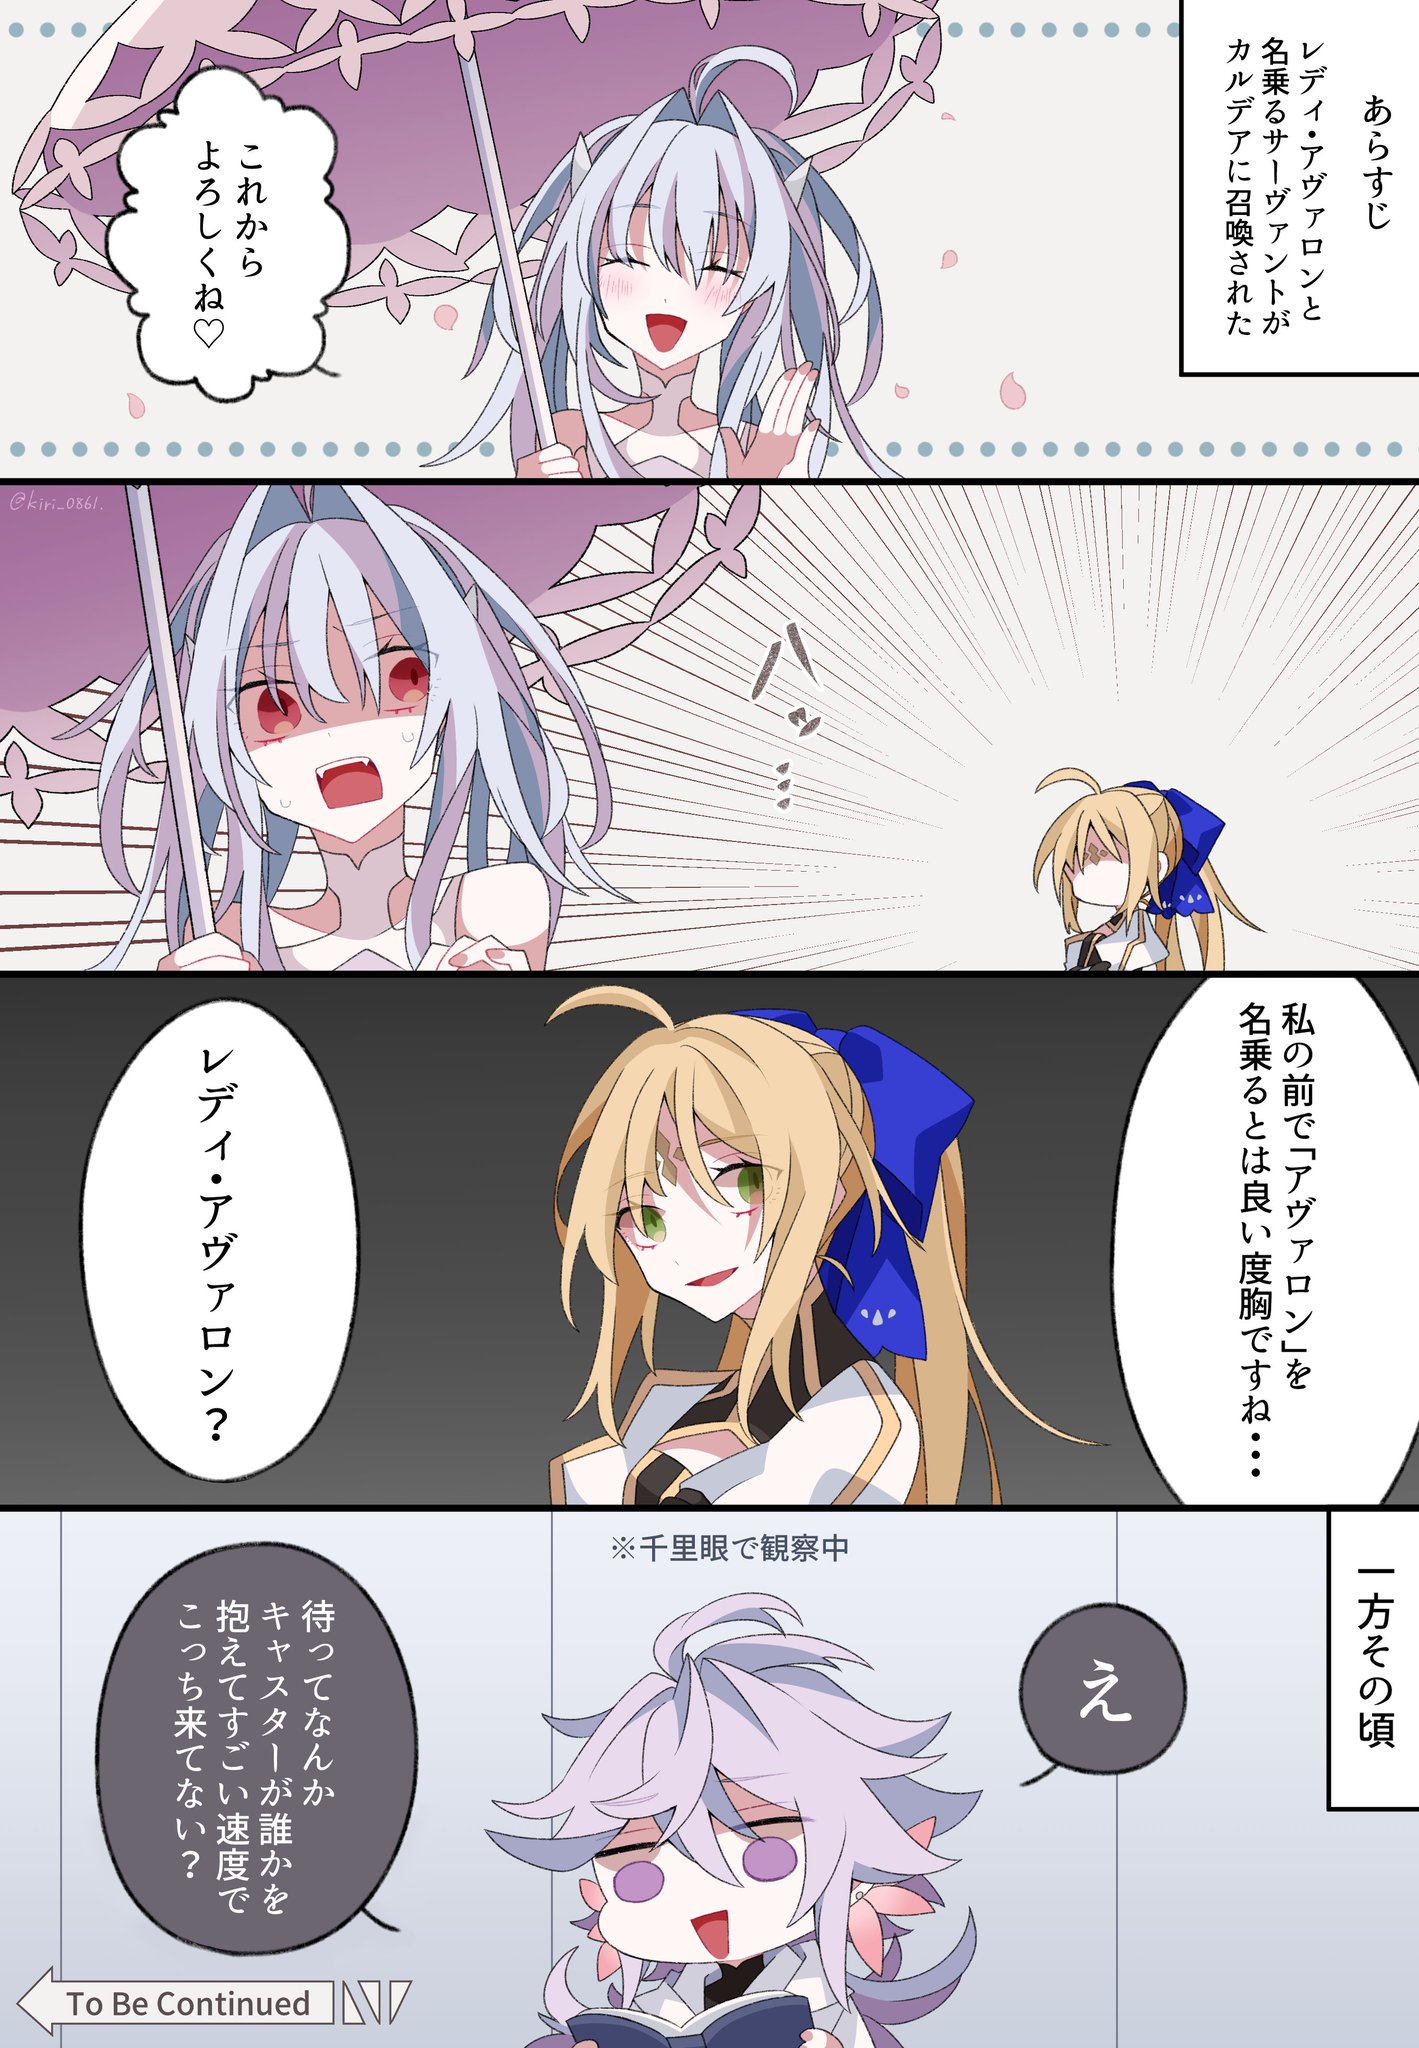 あらすじ
レディ・アヴァロンと
名乗るサーヴァントが
カルデアに召喚された
これから
よろしくね♡
@kiri_0861.
ハッ…
私の前で「アヴァロン」を
名乗るとは良い度胸ですね…
レディ・アヴァロン？
一方その頃
※千里眼で観察中
え
待ってなんか
キャスターが誰かを
抱えてすごい速度で
こっち来てない？
To Be Continued